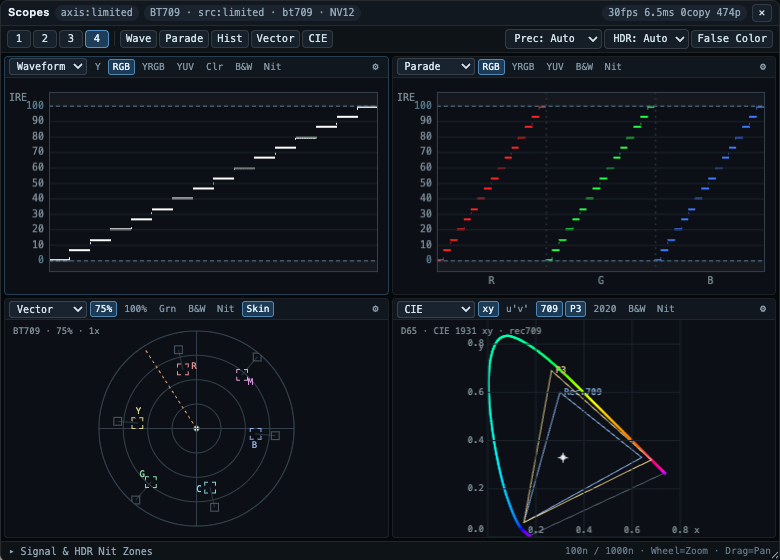 Scopes axis:limited BT709 · src:limited · bt709 · NV12 30fps 6.5ms 0copy 474p ×
1 2 3 4 Wave Parade Hist Vector CIE Prec: Auto HDR: Auto False Color
Waveform Y RGB YRGB YUV Clr B&W Nit
IRE
100
90
80
70
60
50
40
30
20
10
0
Parade RGB YRGB YUV B&W Nit
IRE
100
90
80
70
60
50
40
30
20
10
0
R G B
Vector 75% 100% Grn B&W Nit Skin
BT709 · 75% · 1x
R
M
Y
B
G
C
CIE xy u'v' 709 P3 2020 B&W Nit
D65 · CIE 1931 xy · rec709
0.8
y
P3
Rec.709
0.6
0.4
0.2
0.0 0.2 0.4 0.6 0.8 x
▸ Signal & HDR Nit Zones 100n / 1000n · Wheel=Zoom · Drag=Pan